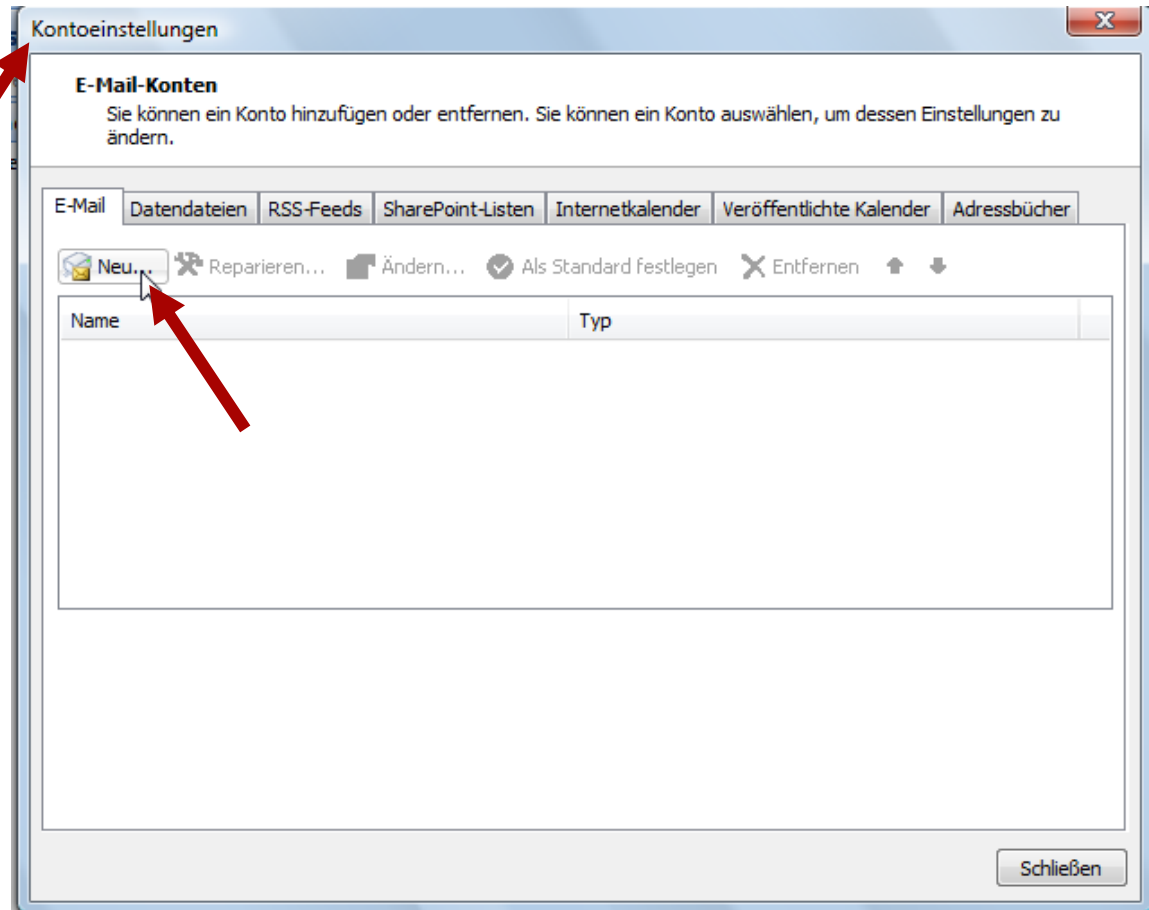 Kontoeinstellungen
E-Mail-Konten
Sie können ein Konto hinzufügen oder entfernen. Sie können ein Konto auswählen, um dessen Einstellungen zu
ändern.
E-Mail Datendateien RSS-Feeds SharePoint-Listen Internetkalender Veröffentlichte Kalender Adressbücher
Neu... Reparieren... Ändern... Als Standard festlegen Entfernen
Name Typ
Schließen